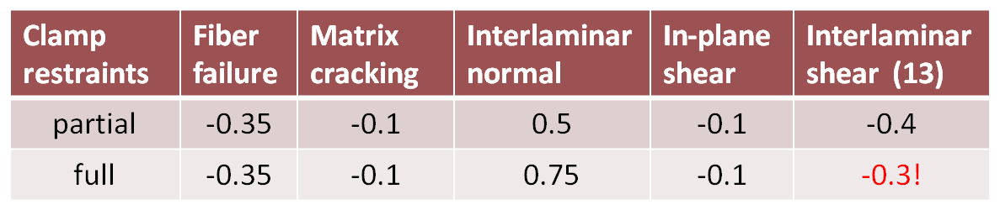 Clamp restraints Fiber failure Matrix cracking Interlaminar normal In-plane shear Interlaminar shear (13)
partial -0.35 -0.1 0.5 -0.1 -0.4
full -0.35 -0.1 0.75 -0.1 -0.3!